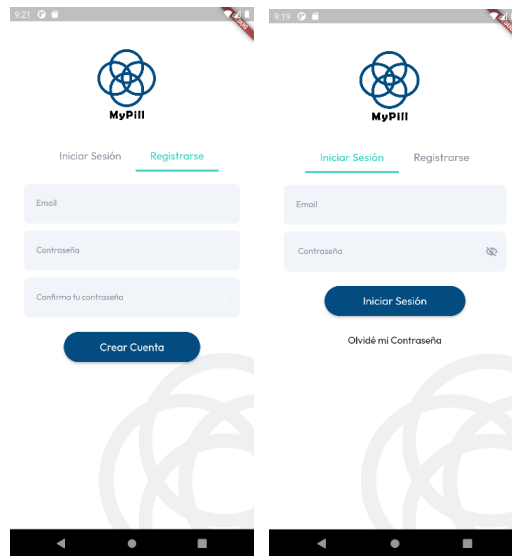 9:21
MyPill
Iniciar Sesión Registrarse
Email
Contraseña
Confirma tu contraseña
Crear Cuenta
9:19
MyPill
Iniciar Sesión Registrarse
Email
Contraseña
Iniciar Sesión
Olvidé mi Contraseña